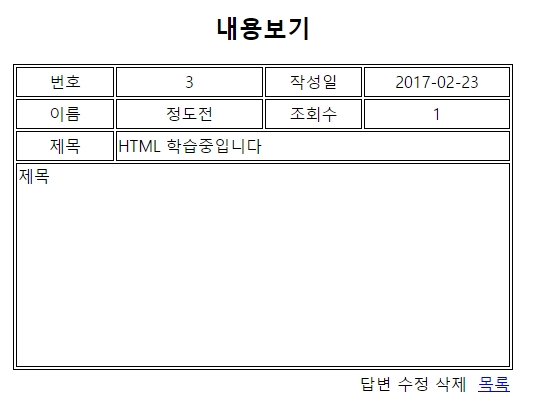 내용보기
번호 3 작성일 2017-02-23
이름 정도전 조회수 1
제목 HTML 학습중입니다
제목
답변 수정 삭제 목록